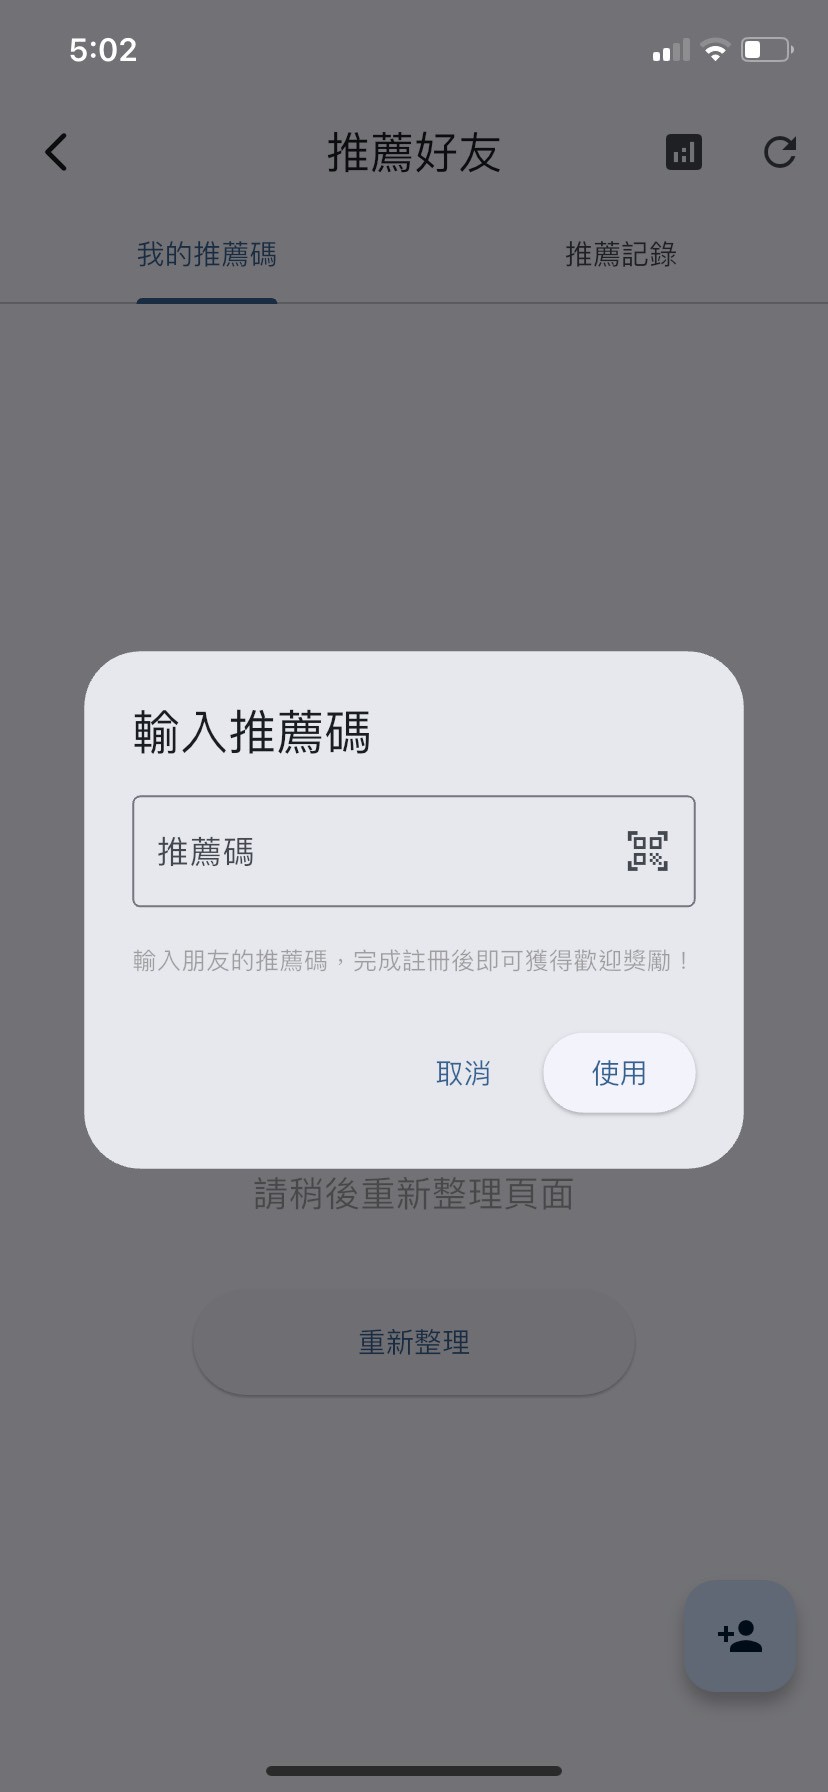 5:02
推薦好友
我的推薦碼
推薦記錄
輸入推薦碼
推薦碼
輸入朋友的推薦碼，完成註冊後即可獲得歡迎獎勵！
取消
使用
請稍後重新整理頁面
重新整理